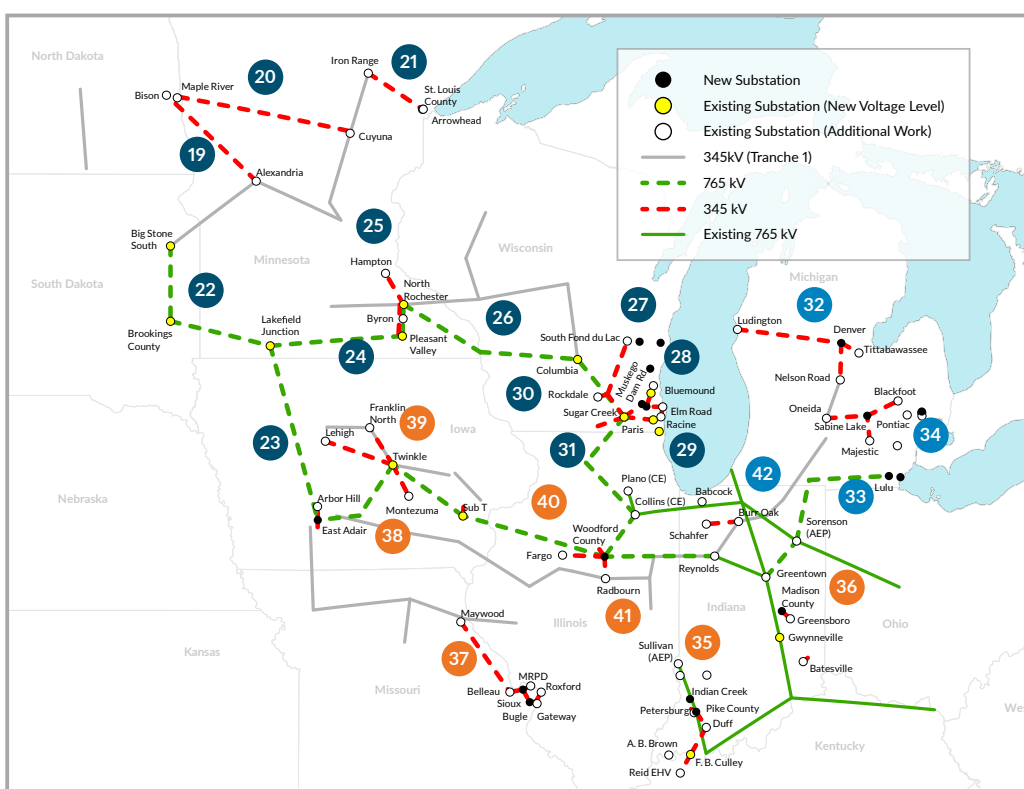 North Dakota
Iron Range
21
20
Maple River
Bison
St. Louis
County
Arrowhead
Cuyuna
19
Alexandria
New Substation
Existing Substation (New Voltage Level)
Existing Substation (Additional Work)
345kV (Tranche 1)
765 kV
345 kV
Existing 765 kV
25
Big Stone
South
Minnesota
Wisconsin
Hampton
Michigan
South Dakota
22
North
Rochester
27
32
Brookings
County
Lakefield
Junction
Byron
26
Ludington
Denver
Pleasant
Valley
24
South Fond du Lac
28
Tittabawassee
Columbia
Muskego
Dam Rd
Nelson Road
30
Rockdale
Bluemound
Blackfoot
Franklin
North
39
Sugar Creek
Elm Road
Oneida
Pontiac
Lehigh
Iowa
Paris
Racine
Sabine Lake
34
23
31
29
Majestic
Twinkle
42
Plano (CE)
Babcock
33
Lulu
Nebraska
Arbor Hill
Montezuma
40
Collins (CE)
Sub T
Burr Oak
East Adair
38
Woodford
County
Schahfer
Sorenson
(AEP)
Fargo
Reynolds
Greentown
36
Radbourn
Madison
County
Maywood
41
Illinois
Indiana
Greensboro
Ohio
35
Gwynneville
Kansas
37
Sullivan
(AEP)
Batesville
Missouri
MRPD
Belleau
Roxford
Sioux
Indian Creek
Bugle
Gateway
Petersburg
Pike County
Duff
A. B. Brown
Kentucky
F. B. Culley
Reid EHV
We